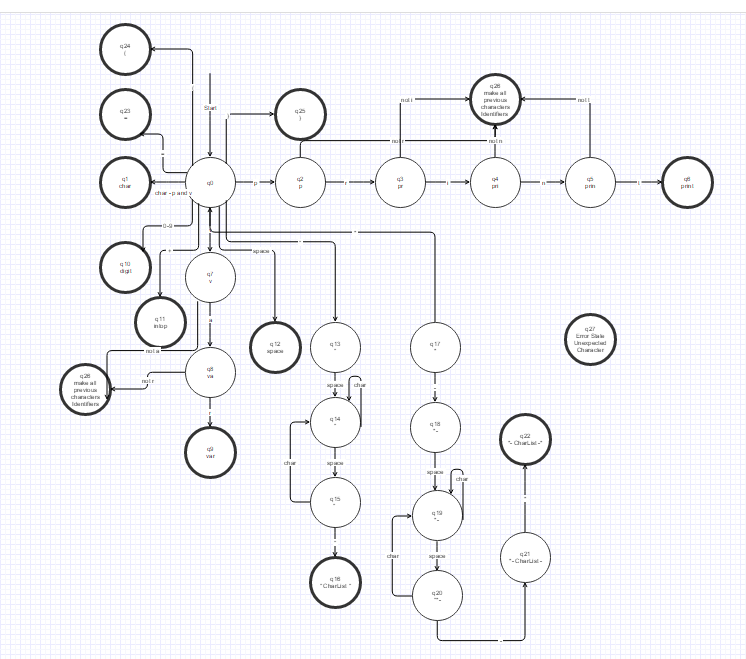 q24
(
q23
=
q25
)
q28
make all
previous
characters
Identifiers
Start
not i
not l
not n
q1
char
char - p and v
q0
p
q2
p
r
q3
pr
i
q4
pri
n
q5
prin
t
q6
print
0-9
+
space
q10
digit
q7
v
q11
intop
a
q27
Error State
Unexpected
Character
q12
space
q13
q17
not a
q26
make all
previous
characters
Identifiers
not r
q8
va
space
char
q14
r
q18
q9
var
q22
"- CharList -"
char
space
space
char
q15
q19
char
space
q21
"- CharList -
q16
" CharList "
q20